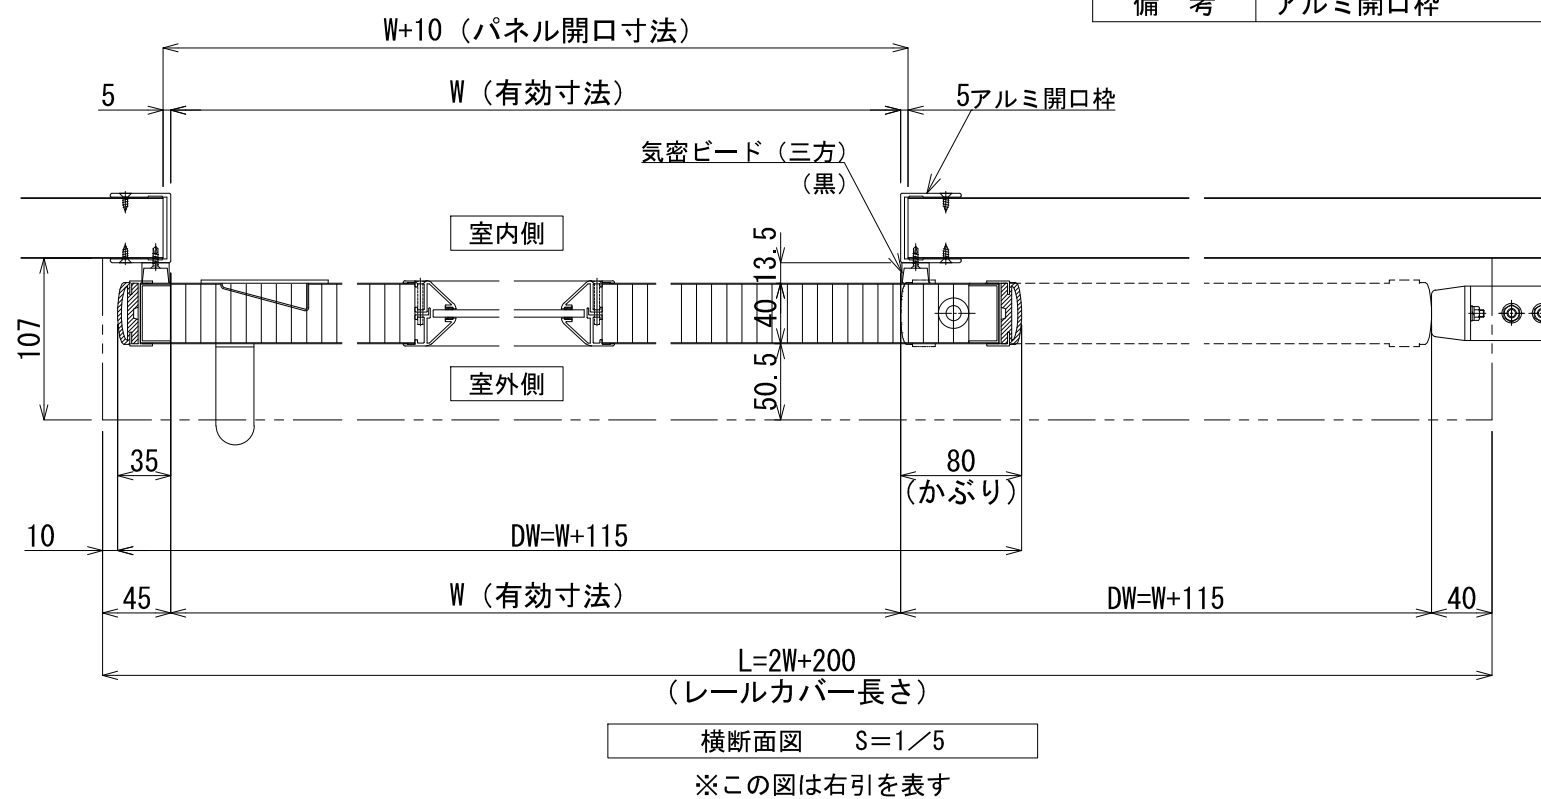 備　考　アルミ開口枠
W+10（パネル開口寸法）
5　W（有効寸法）　5　アルミ開口枠
気密ビード（三方）
（黒）
室内側
13.5
40
107
室外側
50.5
35　80
（かぶり）
10　DW=W+115
45　W（有効寸法）　DW=W+115　40
L=2W+200
（レールカバー長さ）
横断面図　S=1／5
※この図は右引を表す